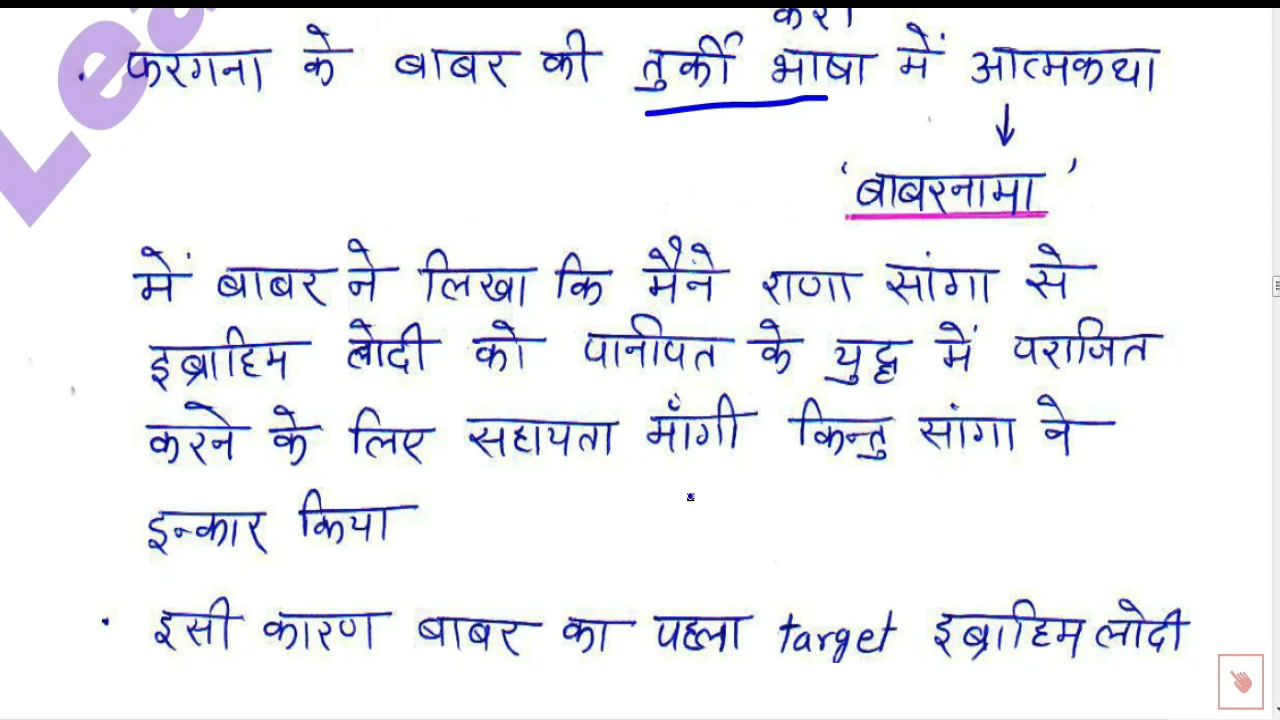 Lea
करा
• फरगना के बाबर की तुर्की भाषा में आत्मकथा
↓
'बाबरनामा'
में बाबर ने लिखा कि मैंने राणा सांगा से
इब्राहिम लोदी को पानीपत के युद्ध में पराजित
करने के लिए सहायता माँगी किन्तु सांगा ने
इन्कार किया
• इसी कारण बाबर का पहला target इब्राहिम लोदी